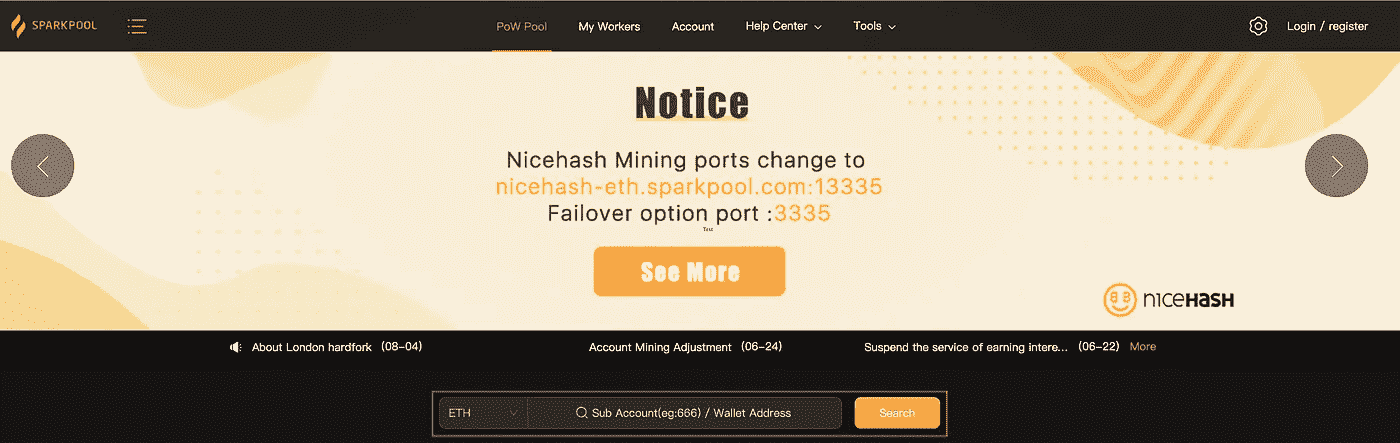 SPARKPOOL
PoW Pool
My Workers
Account
Help Center
Tools
Login / register
Notice
Nicehash Mining ports change to
nicehash-eth.sparkpool.com:13335
Failover option port :3335
Text
See More
nicehash
About London hardfork (08-04)
Account Mining Adjustment (06-24)
Suspend the service of earning intere... (06-22) More
ETH
Sub Account(eg:666) / Wallet Address
Search